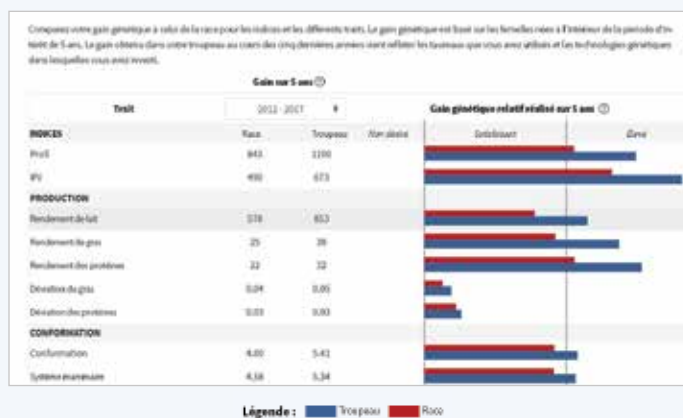 Comparez votre gain génétique à celui de la race pour les indices et les différents traits. Le gain génétique est basé sur les femelles nées à l'intérieur de la période d'in-
térêt de 5 ans. Le gain obtenu dans votre troupeau au cours des cinq dernières années vient refléter les taureaux que vous avez utilisés et les technologies génétiques
dans lesquelles vous avez investi.
Gain sur 5 ans
Trait 2012 - 2017 Gain génétique relatif réalisé sur 5 ans
INDICES Race Troupeau Non désiré Satisfaisant Élevé
Pro$ 843 1200
IPV 490 673
PRODUCTION
Rendement de lait 578 853
Rendement de gras 25
Rendement des protéines 22 32
Déviation du gras 0,04 0,05
Déviation des protéines 0,03 0,03
CONFORMATION
Conformation 4,00 5,41
Système mammaire 4,58 5,34
Légende : Troupeau Race